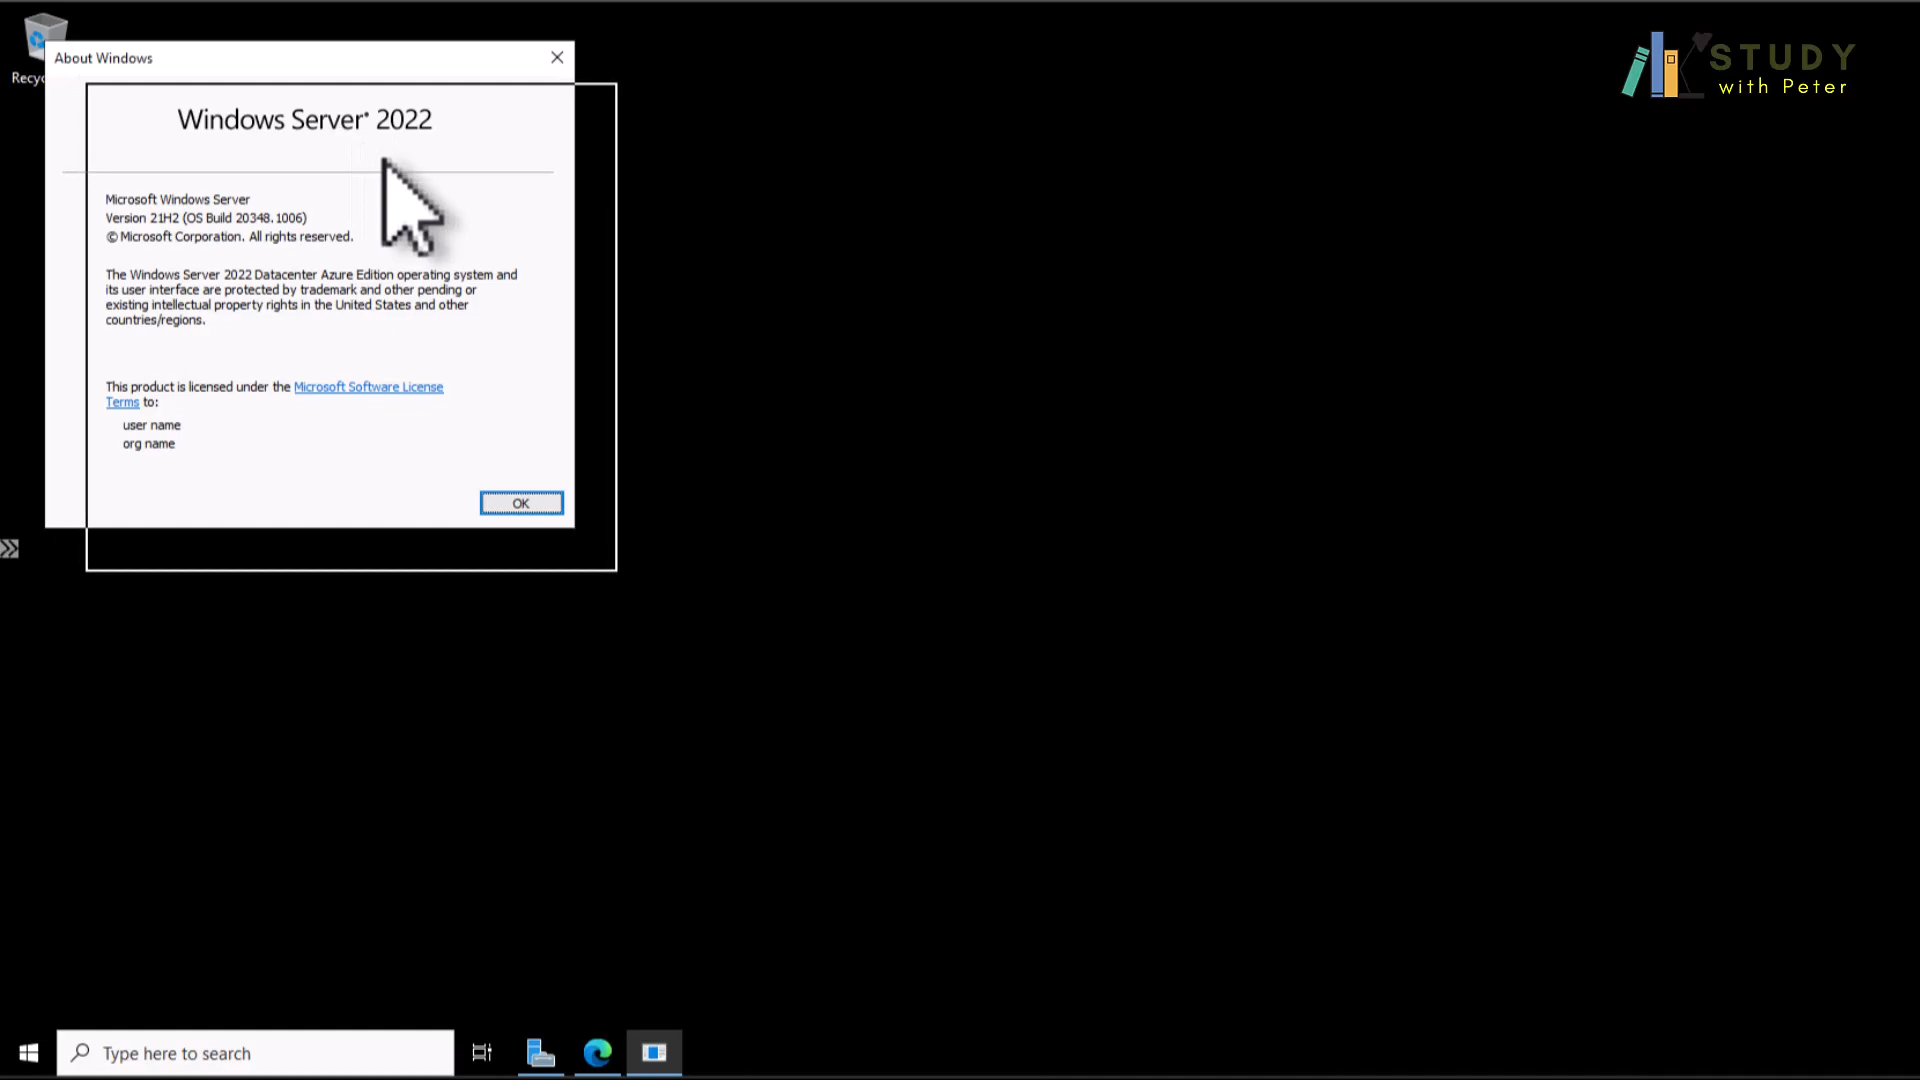 Recyc
About Windows
STUDY
with Peter
Windows Server 2022
Microsoft Windows Server
Version 21H2 (OS Build 20348.1006)
© Microsoft Corporation. All rights reserved.
The Windows Server 2022 Datacenter Azure Edition operating system and
its user interface are protected by trademark and other pending or
existing intellectual property rights in the United States and other
countries/regions.
This product is licensed under the Microsoft Software License
Terms to:
user name
org name
OK
Type here to search